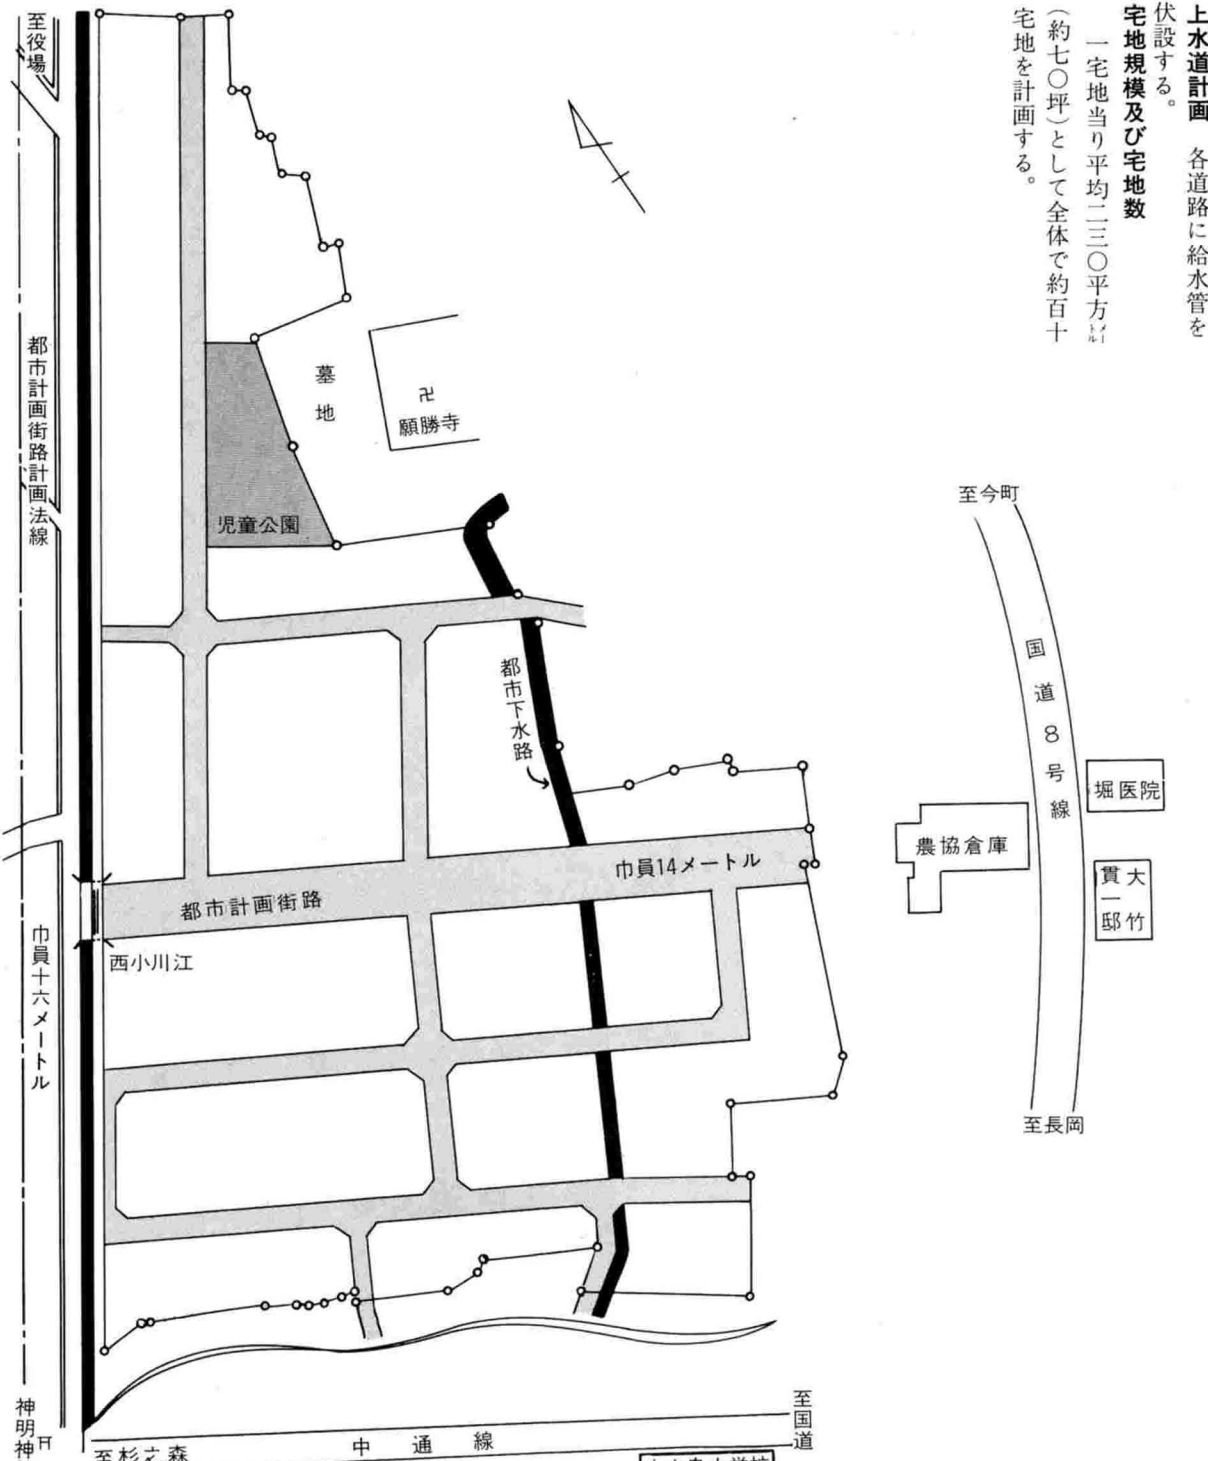 上水道計画　各道路に給水管を
伏設する。
宅地規模及び宅地数
一宅地当り平均二三〇平方メートル
(約七〇坪)として全体で約百十
宅地を計画する。
至役場
都市計画街路計画法線
墓地
卍
願勝寺
児童公園
至今町
国道8号線
都市下水路
堀医院
農協倉庫
巾員14メートル
大竹
貫一邸
都市計画街路
西小川江
巾員十六メートル
至長岡
至国道
神明神
至杉之森
中通線